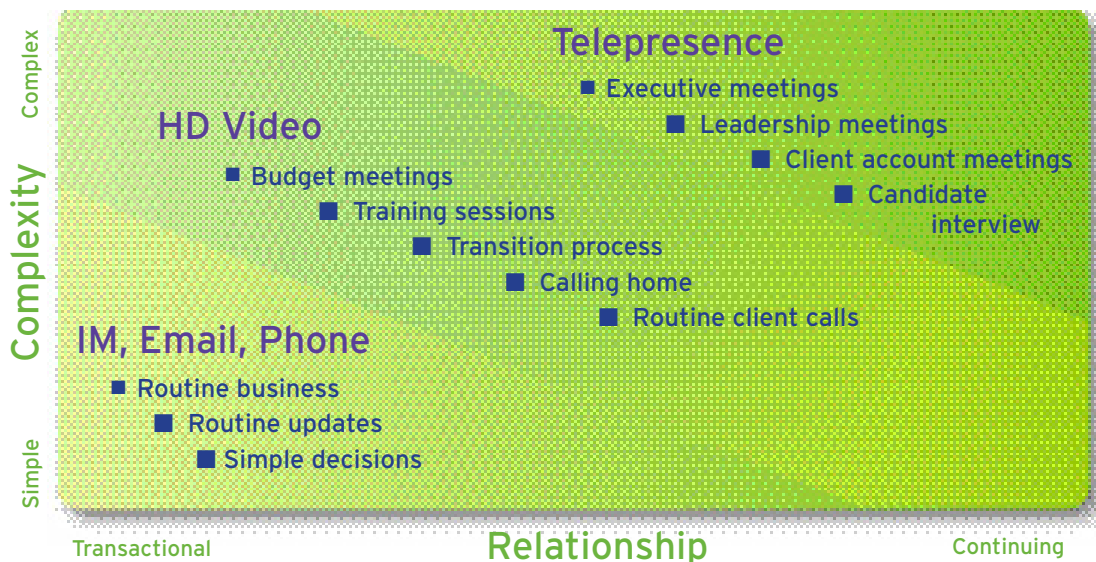 Complex
Complexity
Simple
Telepresence
Executive meetings
Leadership meetings
Client account meetings
Candidate
interview
HD Video
Budget meetings
Training sessions
Transition process
Calling home
Routine client calls
IM, Email, Phone
Routine business
Routine updates
Simple decisions
Transactional
Relationship
Continuing